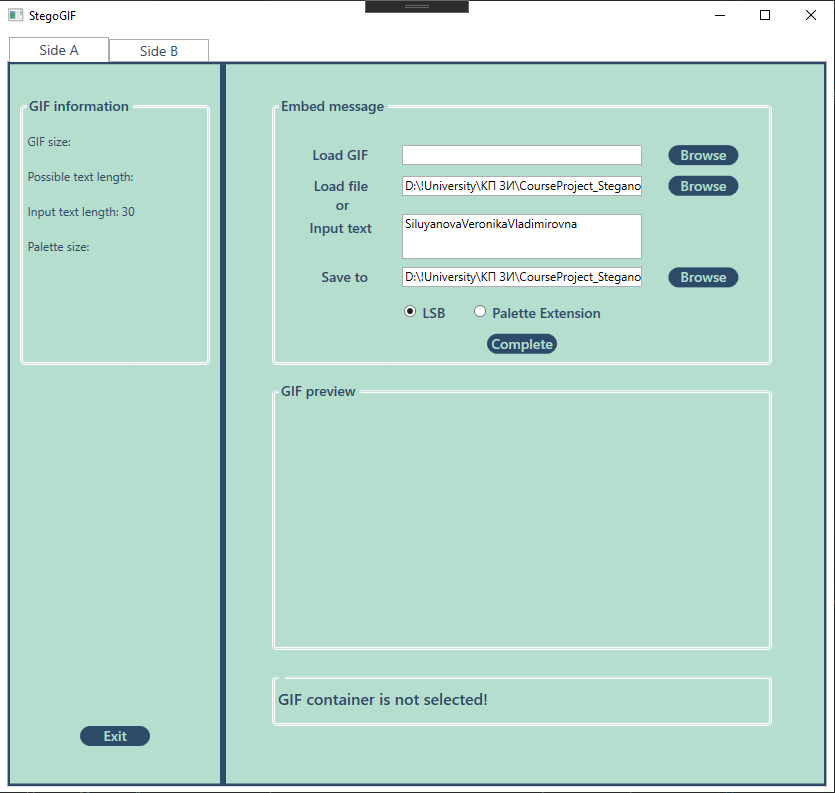 StegoGIF
Side A
Side B
GIF information
GIF size:
Possible text length:
Input text length: 30
Palette size:
Exit
Embed message
Load GIF
Browse
Load file
D:\!University\КП ЗИ\CourseProject_Stegano
Browse
or
Input text
SiluyanovaVeronikaVladimirovna
Save to
D:\!University\КП ЗИ\CourseProject_Stegano
Browse
LSB
Palette Extension
Complete
GIF preview
GIF container is not selected!